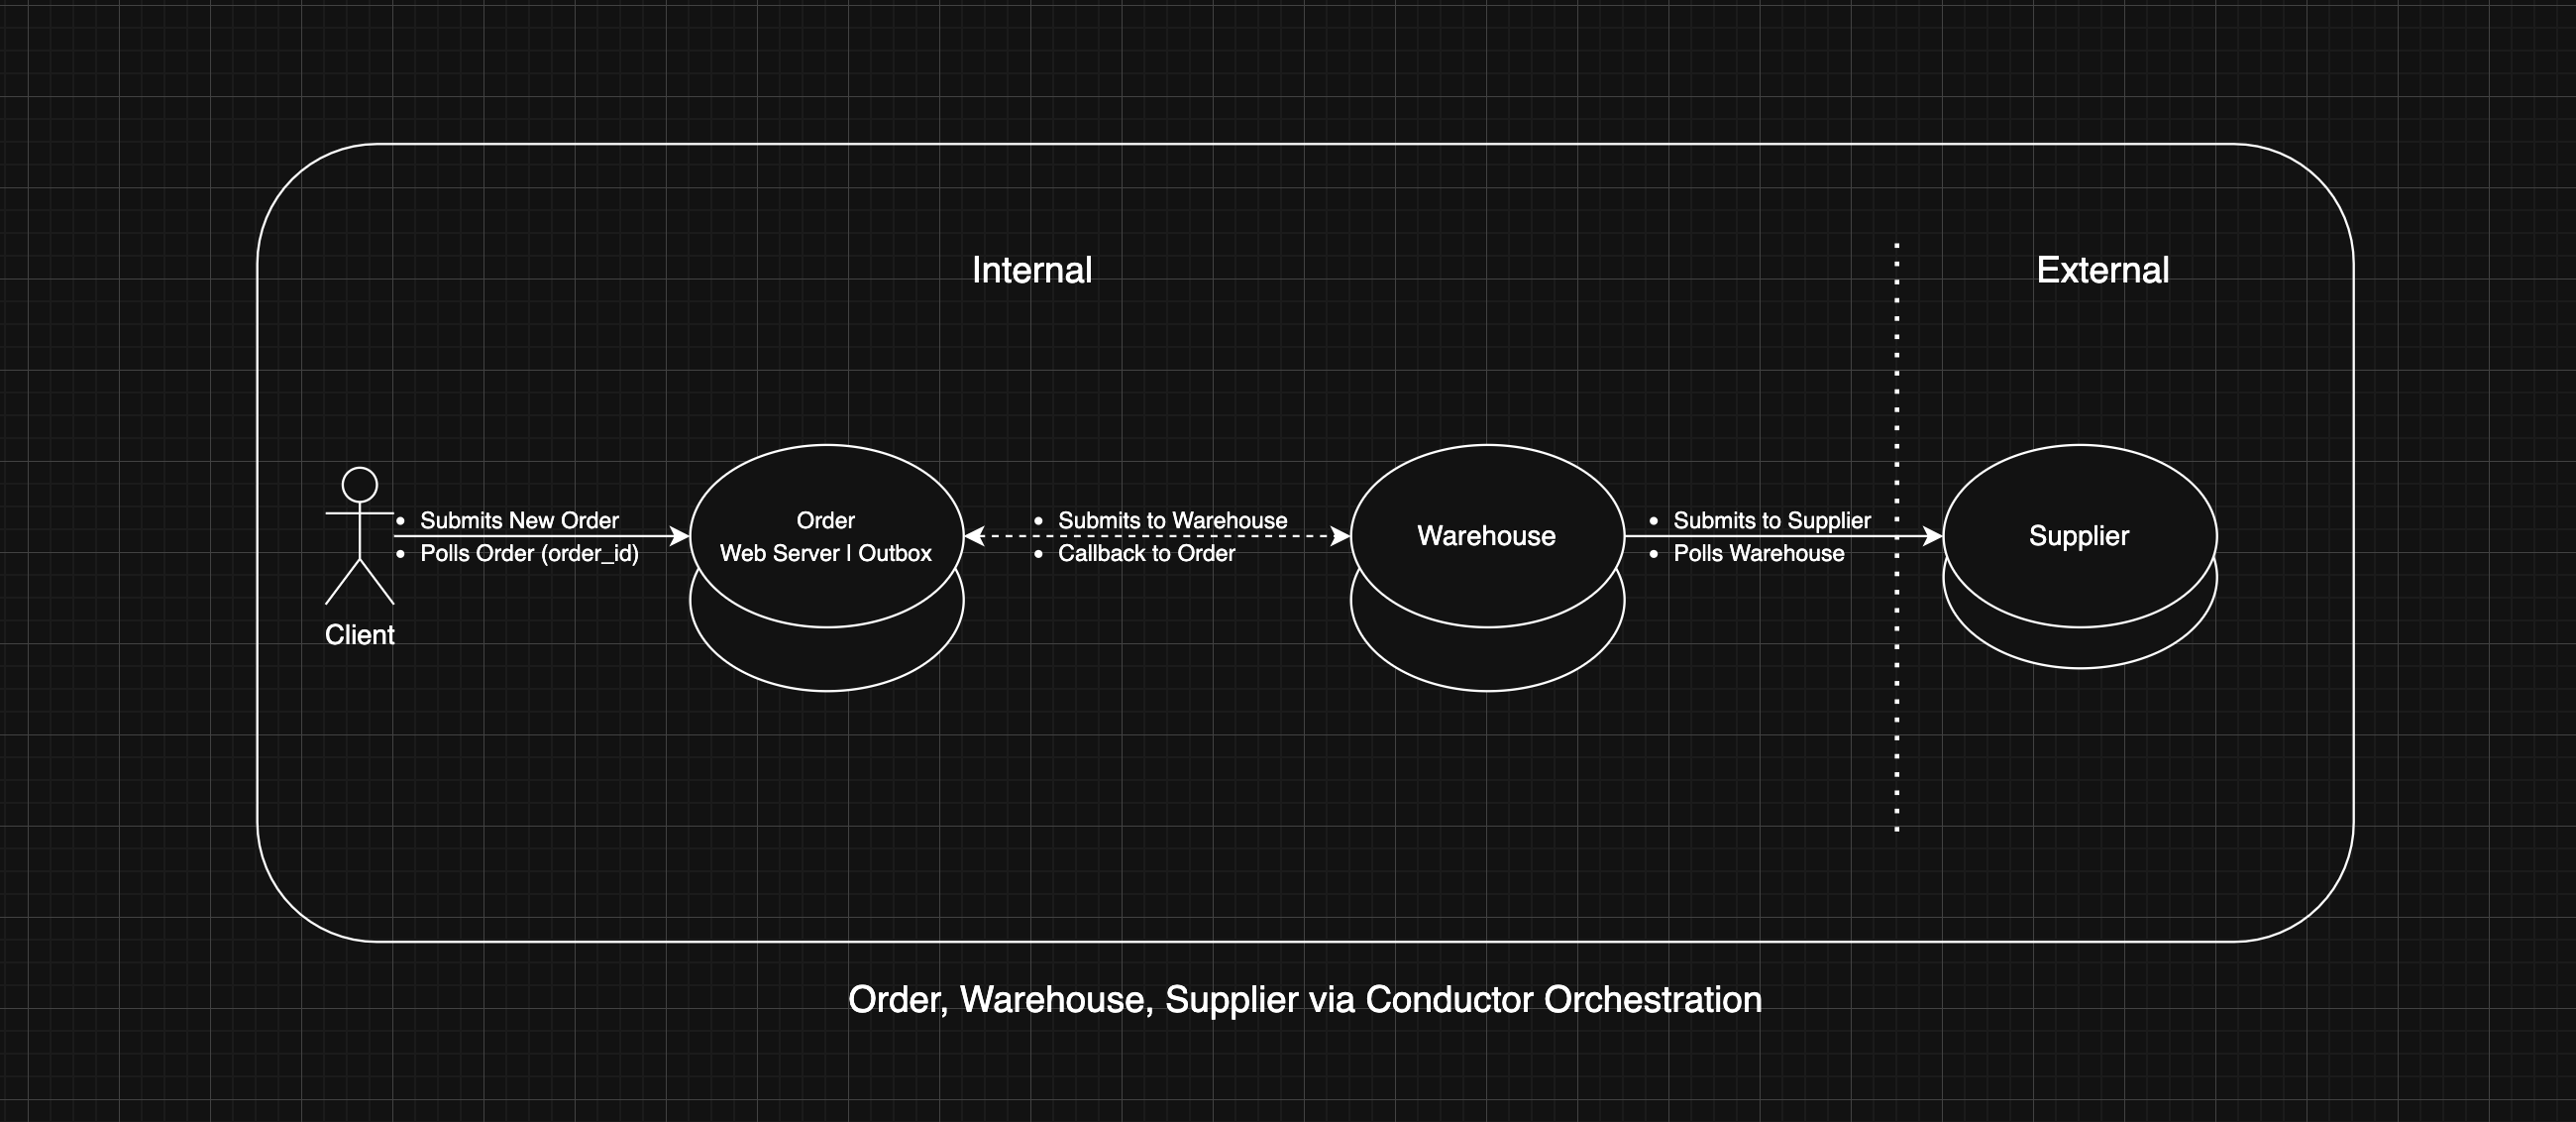 Internal
External
• Submits New Order
• Polls Order (order_id)
Client
Order
Web Server | Outbox
• Submits to Warehouse
• Callback to Order
Warehouse
• Submits to Supplier
• Polls Warehouse
Supplier
Order, Warehouse, Supplier via Conductor Orchestration